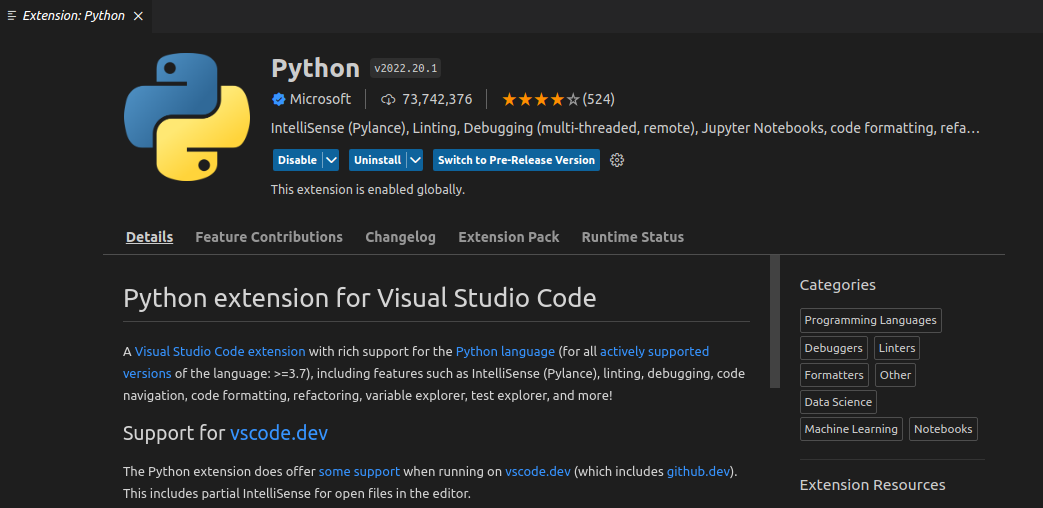 Extension: Python
Python v2022.20.1
Microsoft 73,742,376 (524)
IntelliSense (Pylance), Linting, Debugging (multi-threaded, remote), Jupyter Notebooks, code formatting, refa...
Disable Uninstall Switch to Pre-Release Version
This extension is enabled globally.
Details Feature Contributions Changelog Extension Pack Runtime Status
Python extension for Visual Studio Code
A Visual Studio Code extension with rich support for the Python language (for all actively supported
versions of the language: >=3.7), including features such as IntelliSense (Pylance), linting, debugging, code
navigation, code formatting, refactoring, variable explorer, test explorer, and more!
Support for vscode.dev
The Python extension does offer some support when running on vscode.dev (which includes github.dev).
This includes partial IntelliSense for open files in the editor.
Categories
Programming Languages
Debuggers Linters
Formatters Other
Data Science
Machine Learning Notebooks
Extension Resources